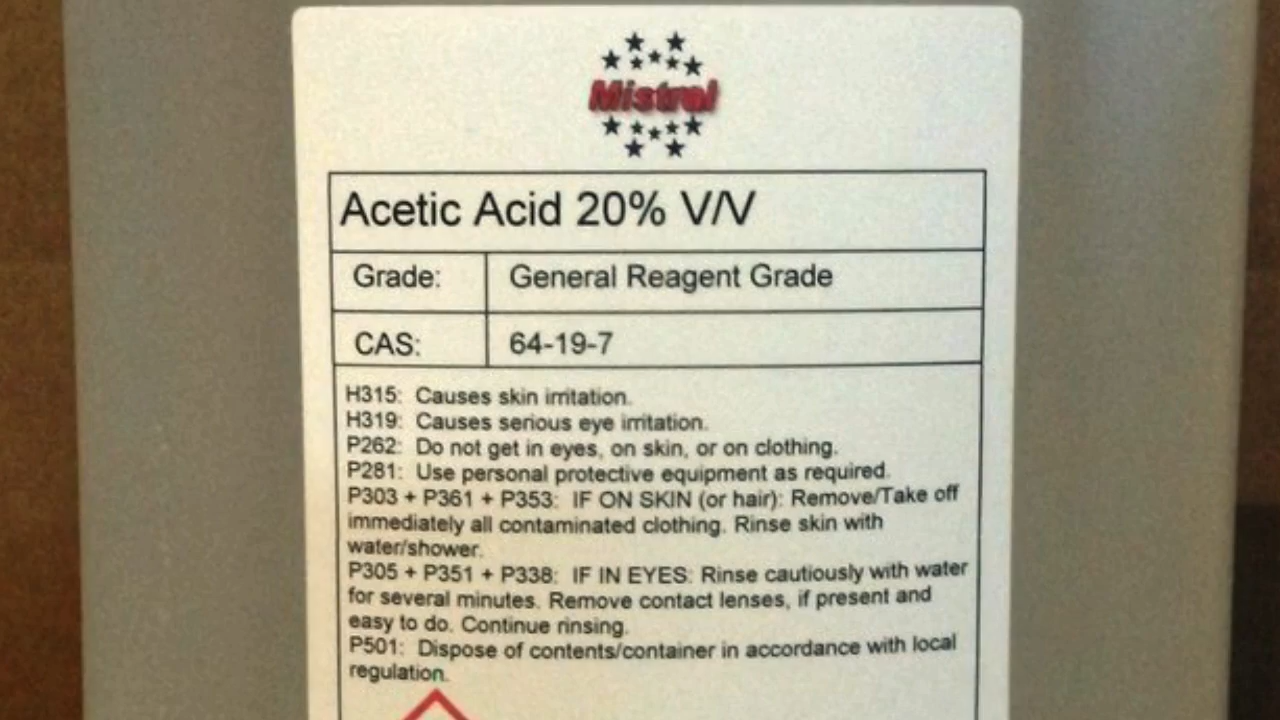 Mistral
Acetic Acid 20% V/V
Grade: General Reagent Grade
CAS: 64-19-7
H315: Causes skin irritation.
H319: Causes serious eye irritation.
P262: Do not get in eyes, on skin, or on clothing.
P281: Use personal protective equipment as required.
P303 + P361 + P353: IF ON SKIN (or hair): Remove/Take off
immediately all contaminated clothing. Rinse skin with
water/shower.
P305 + P351 + P338: IF IN EYES: Rinse cautiously with water
for several minutes. Remove contact lenses, if present and
easy to do. Continue rinsing.
P501: Dispose of contents/container in accordance with local
regulation.